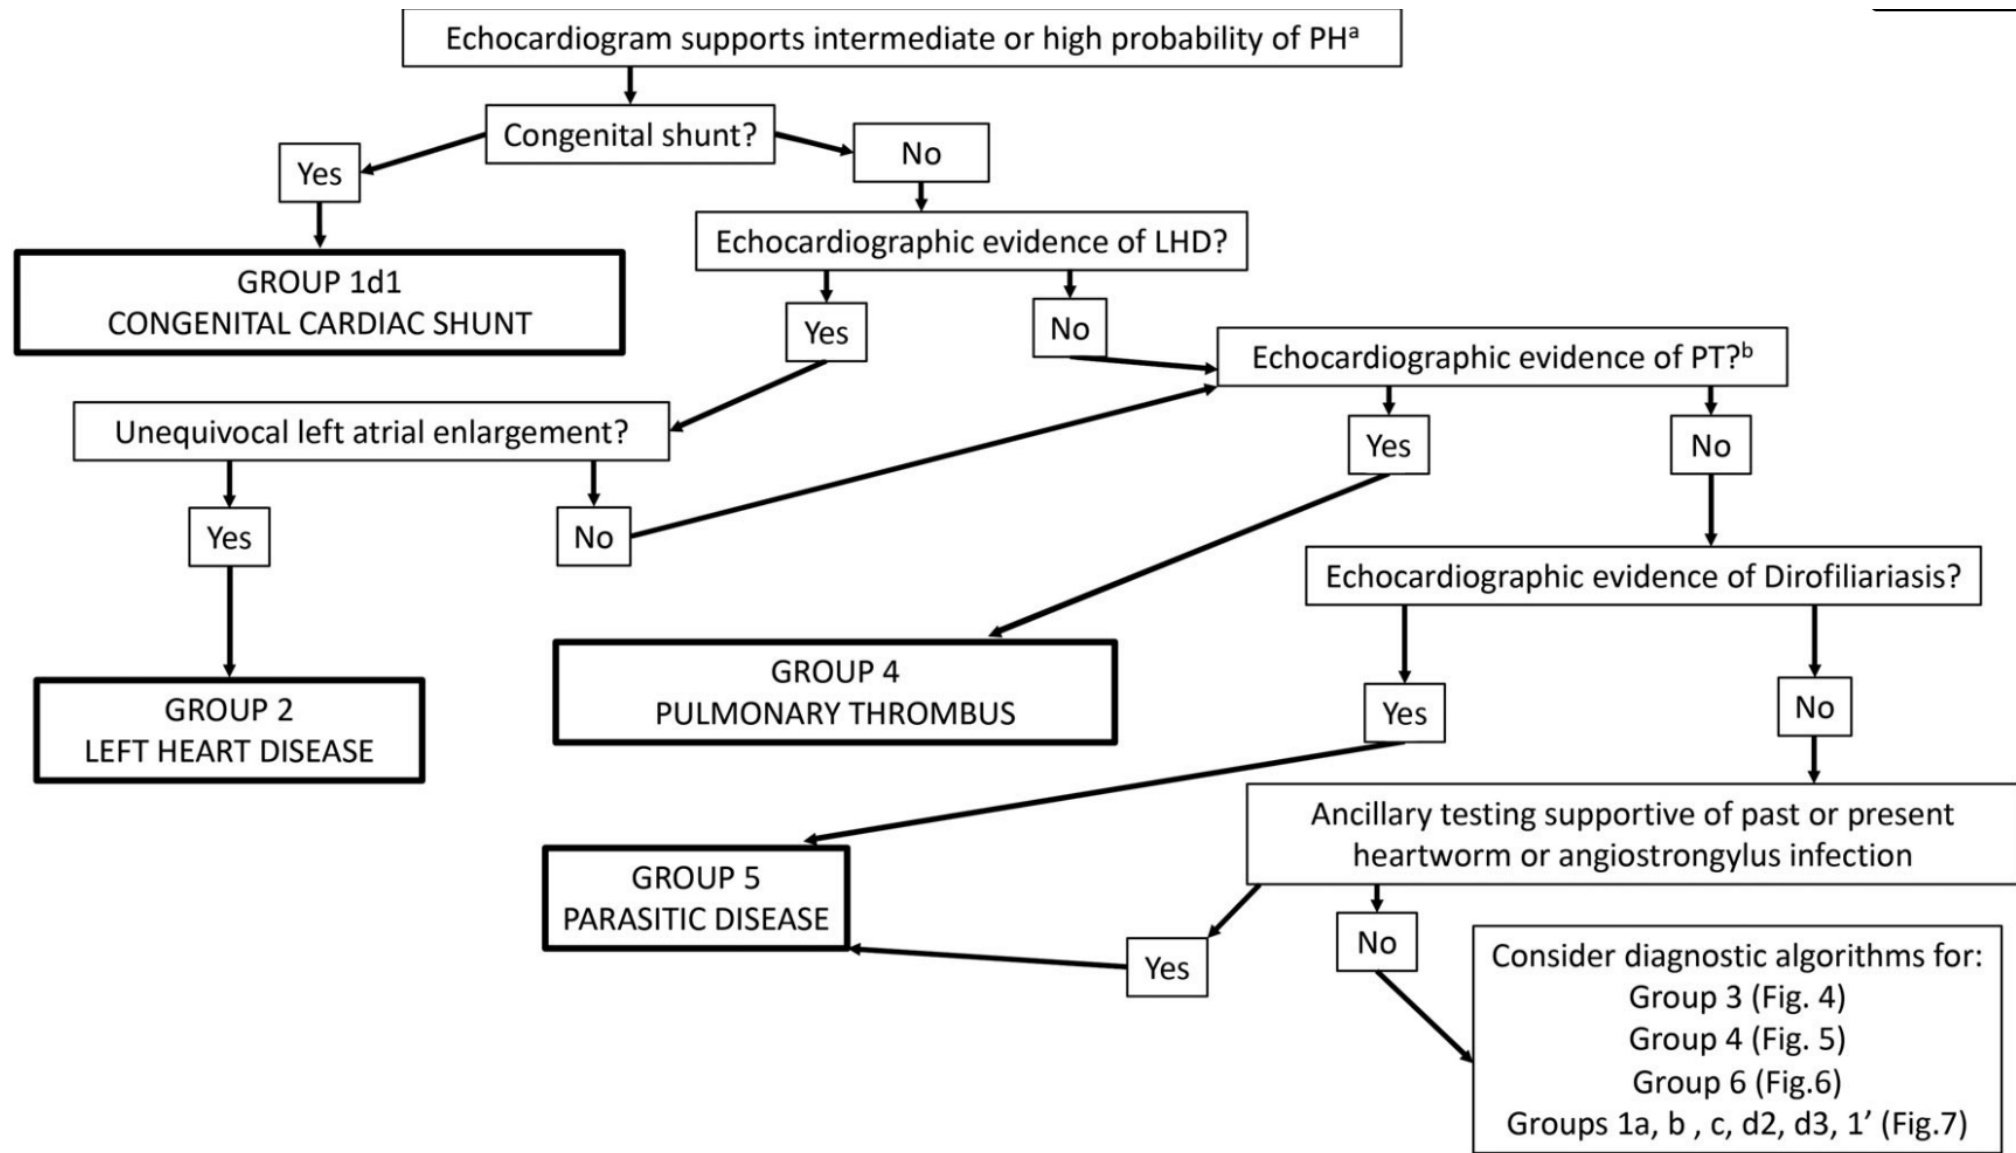 Echocardiogram supports intermediate or high probability of PHᵃ
Congenital shunt?
Yes
No
GROUP 1d1
CONGENITAL CARDIAC SHUNT
Echocardiographic evidence of LHD?
Yes
No
Unequivocal left atrial enlargement?
Yes
No
GROUP 2
LEFT HEART DISEASE
Echocardiographic evidence of PT?ᵇ
Yes
No
GROUP 4
PULMONARY THROMBUS
Echocardiographic evidence of Dirofiliariasis?
Yes
No
GROUP 5
PARASITIC DISEASE
Ancillary testing supportive of past or present
heartworm or angiostrongylus infection
Yes
No
Consider diagnostic algorithms for:
Group 3 (Fig. 4)
Group 4 (Fig. 5)
Group 6 (Fig.6)
Groups 1a, b , c, d2, d3, 1’ (Fig.7)